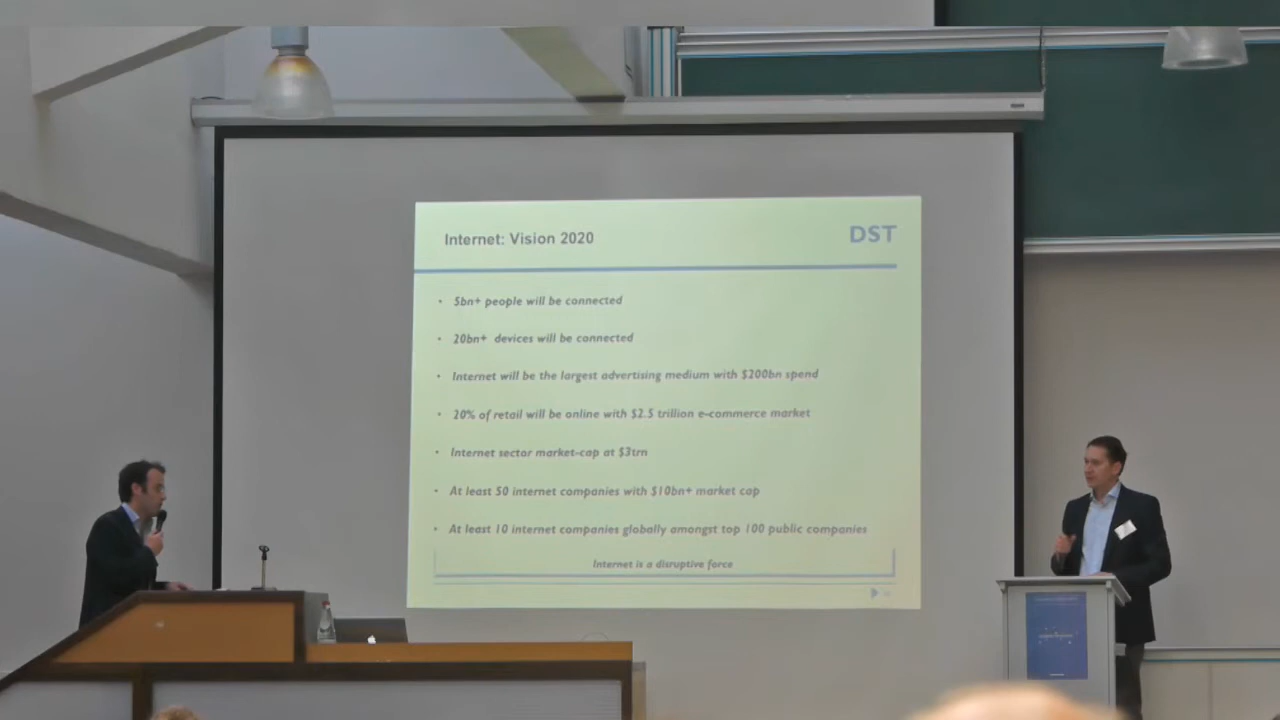 Internet: Vision 2020
DST
• 5bn+ people will be connected
• 20bn+ devices will be connected
• Internet will be the largest advertising medium with $200bn spend
• 20% of retail will be online with $2.5 trillion e-commerce market
• Internet sector market-cap at $3trn
• At least 50 internet companies with $10bn+ market cap
• At least 10 internet companies globally amongst top 100 public companies
Internet is a disruptive force